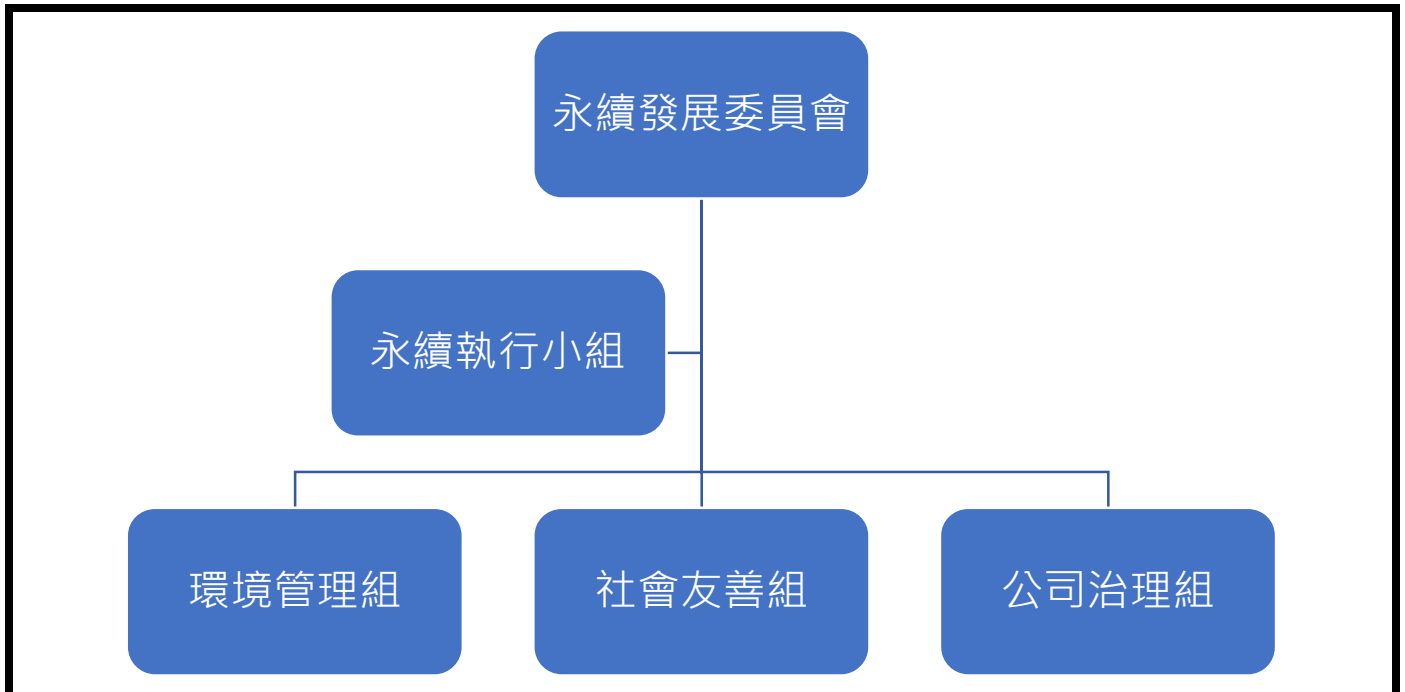 永續發展委員會
永續執行小組
環境管理組
社會友善組
公司治理組